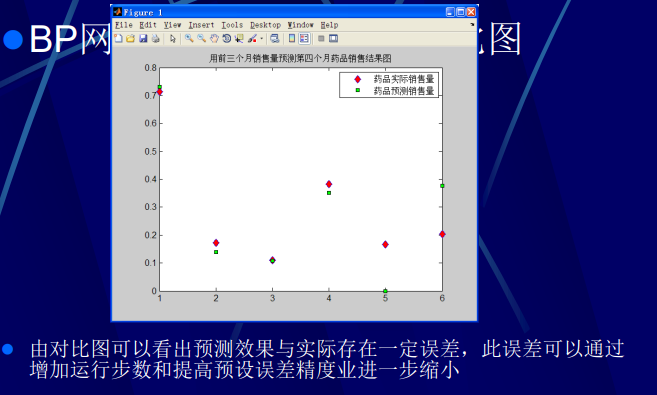 BP网
图
Figure 1
File Edit View Insert Tools Desktop Window Help
用前三个月销售量预测第四个月药品销售结果图
药品实际销售量
药品预测销售量
0.8
0.7
0.6
0.5
0.4
0.3
0.2
0.1
0
1 2 3 4 5 6
由对比图可以看出预测效果与实际存在一定误差，此误差可以通过
增加运行步数和提高预设误差精度业进一步缩小